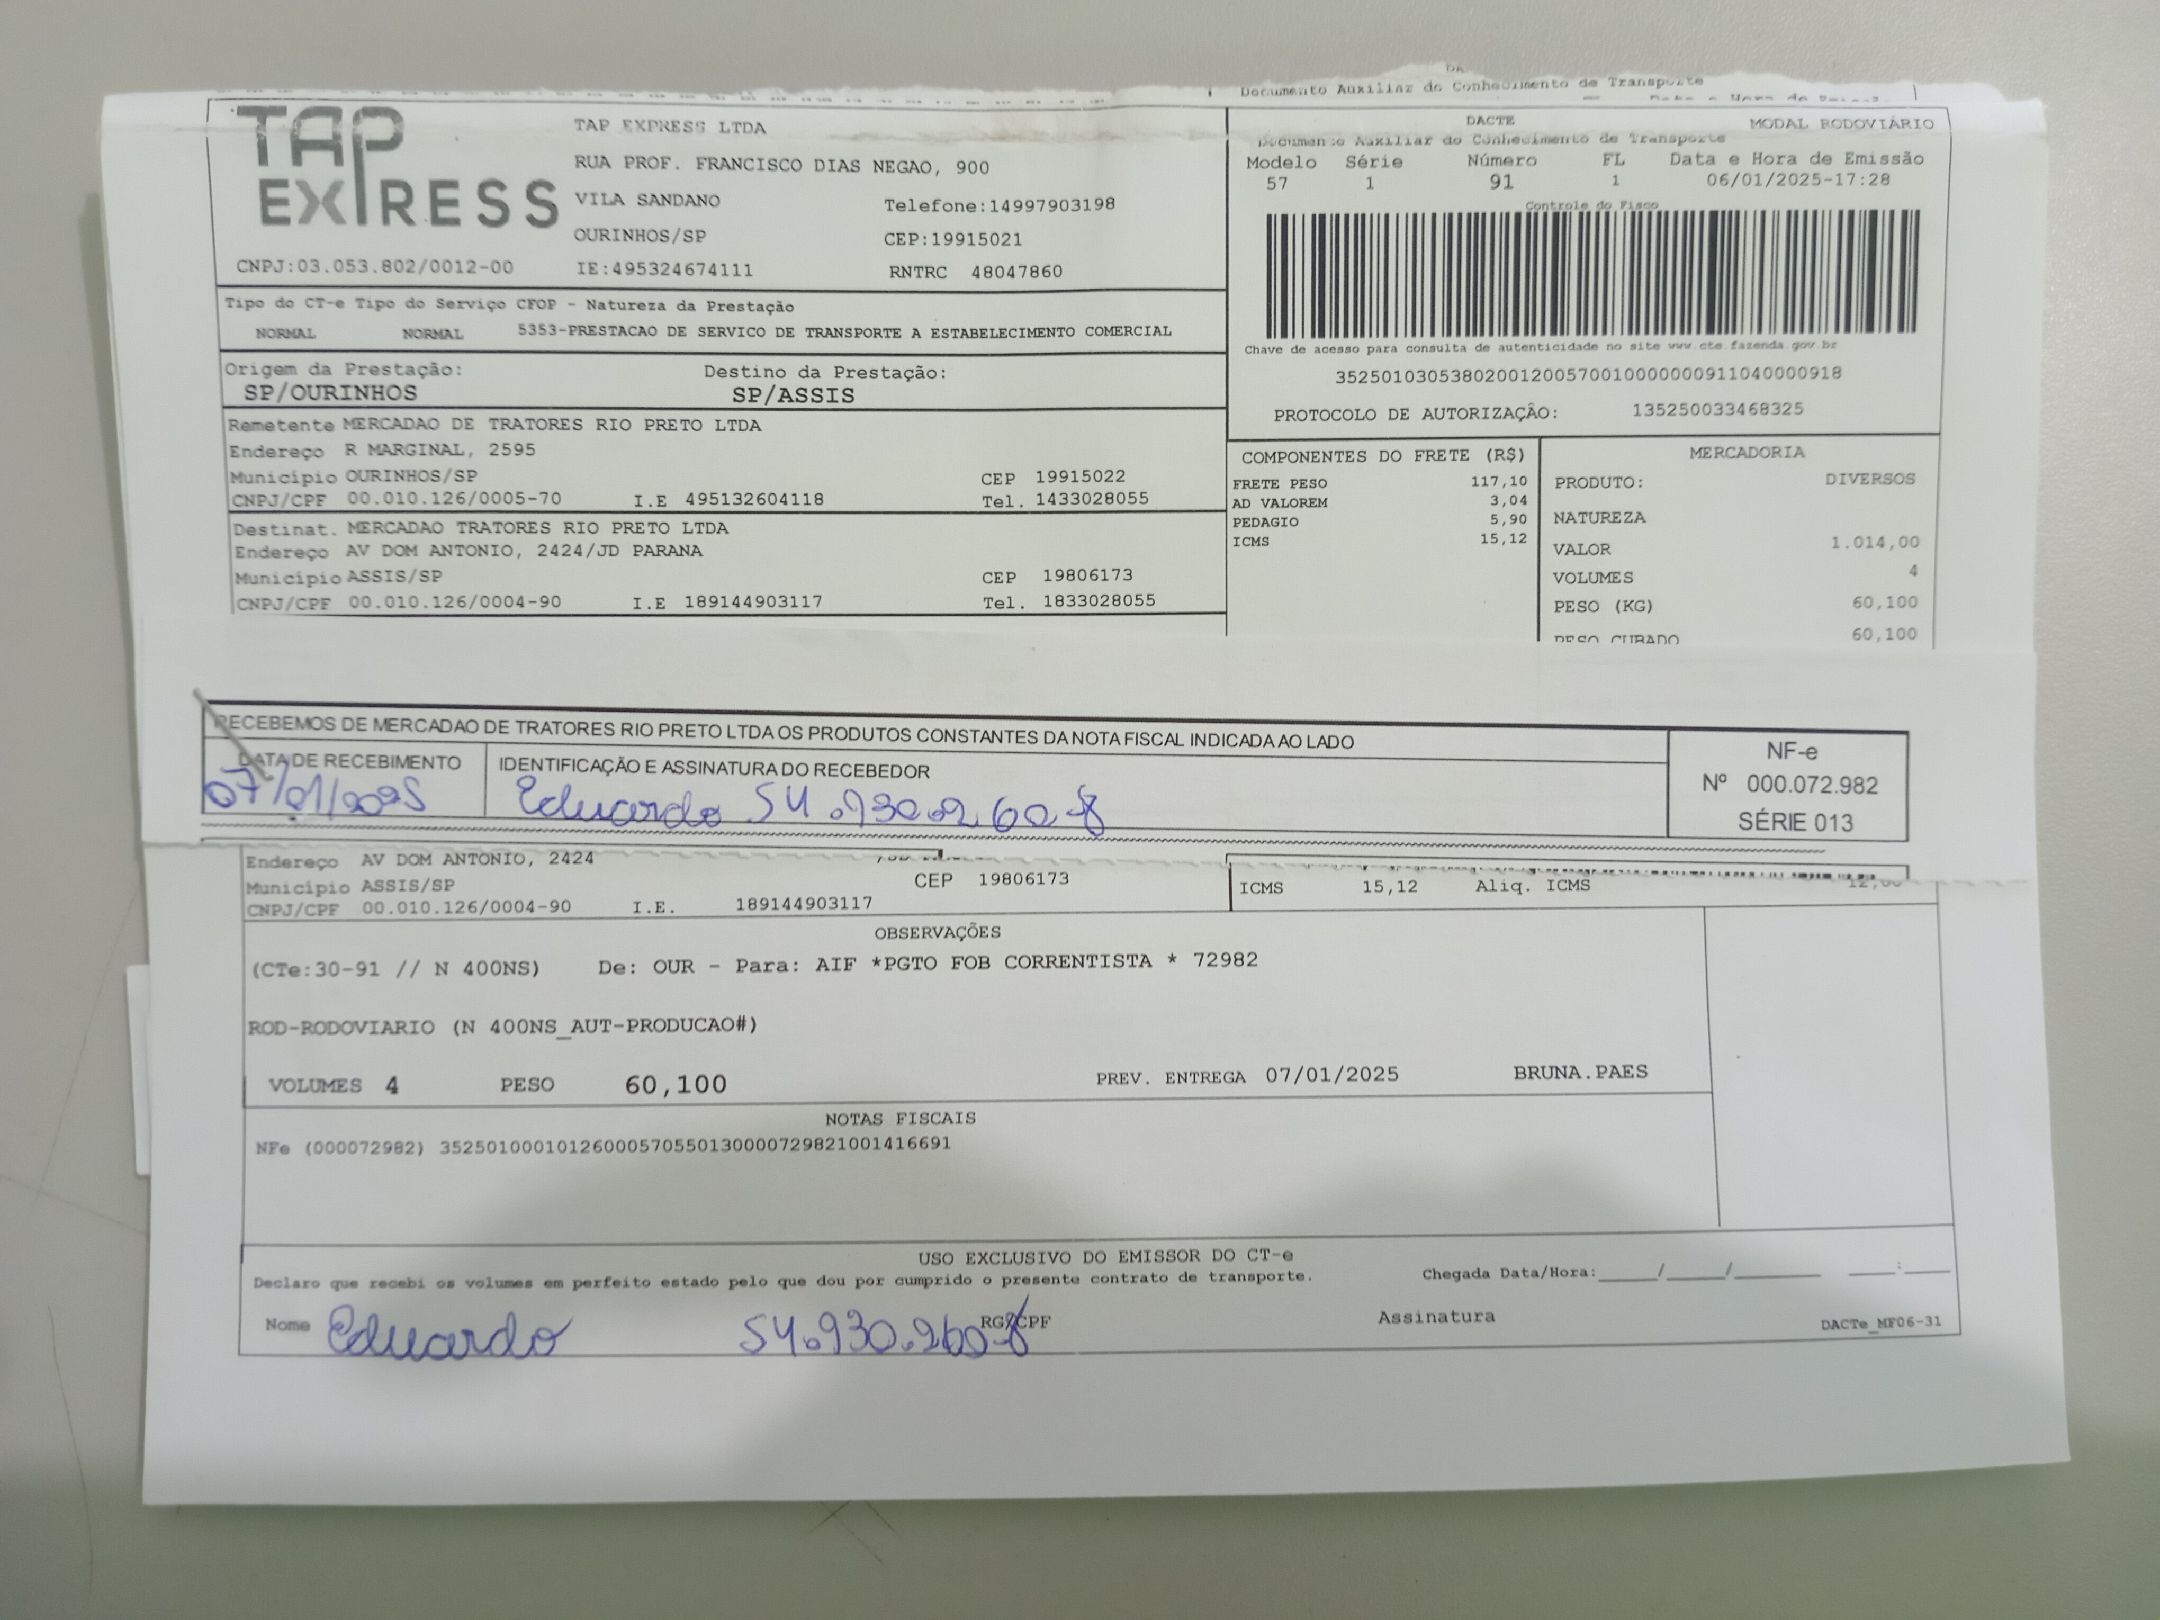 Documento Auxiliar do Conhecimento de Transporte
TAP EXPRESS
TAP EXPRESS LTDA
RUA PROF. FRANCISCO DIAS NEGAO, 900
VILA SANDANO Telefone:14997903198
OURINHOS/SP CEP:19915021
CNPJ:03.053.802/0012-00 IE:495324674111 RNTRC 48047860
DACTE MODAL RODOVIÁRIO
Documento Auxiliar do Conhecimento de Transporte
Modelo Série Número FL Data e Hora de Emissão
57 1 91 1 06/01/2025-17:28
Controle do Fisco
Chave de acesso para consulta de autenticidade no site www.cte.fazenda.gov.br
35250103053802001200570010000000911040000918
PROTOCOLO DE AUTORIZAÇÃO: 135250033468325
Tipo do CT-e Tipo do Serviço CFOP - Natureza da Prestação
NORMAL NORMAL 5353-PRESTACAO DE SERVICO DE TRANSPORTE A ESTABELECIMENTO COMERCIAL
Origem da Prestação: Destino da Prestação:
SP/OURINHOS SP/ASSIS
Remetente MERCADAO DE TRATORES RIO PRETO LTDA
Endereço R MARGINAL, 2595
Município OURINHOS/SP CEP 19915022
CNPJ/CPF 00.010.126/0005-70 I.E 495132604118 Tel. 1433028055
Destinat. MERCADAO TRATORES RIO PRETO LTDA
Endereço AV DOM ANTONIO, 2424/JD PARANA
Município ASSIS/SP CEP 19806173
CNPJ/CPF 00.010.126/0004-90 I.E 189144903117 Tel. 1833028055
COMPONENTES DO FRETE (R$)
FRETE PESO 117,10
AD VALOREM 3,04
PEDAGIO 5,90
ICMS 15,12
MERCADORIA
PRODUTO: DIVERSOS
NATUREZA
VALOR 1.014,00
VOLUMES 4
PESO (KG) 60,100
PESO CUBADO 60,100
RECEBEMOS DE MERCADAO DE TRATORES RIO PRETO LTDA OS PRODUTOS CONSTANTES DA NOTA FISCAL INDICADA AO LADO
DATA DE RECEBIMENTO IDENTIFICAÇÃO E ASSINATURA DO RECEBEDOR
07/01/2025 Eduardo 54.930.260-8
NF-e
Nº 000.072.982
SÉRIE 013
Endereço AV DOM ANTONIO, 2424
Município ASSIS/SP CEP 19806173
CNPJ/CPF 00.010.126/0004-90 I.E. 189144903117
ICMS 15,12 Aliq. ICMS 12,00
OBSERVAÇÕES
(CTe:30-91 // N 400NS) De: OUR - Para: AIF *PGTO FOB CORRENTISTA * 72982
ROD-RODOVIARIO (N 400NS_AUT-PRODUCAO#)
VOLUMES 4 PESO 60,100 PREV. ENTREGA 07/01/2025 BRUNA.PAES
NOTAS FISCAIS
NFe (000072982) 35250100010126000570550130000729821001416691
USO EXCLUSIVO DO EMISSOR DO CT-e
Declaro que recebi os volumes em perfeito estado pelo que dou por cumprido o presente contrato de transporte. Chegada Data/Hora:_____/_____/_______ ____:____
Nome Eduardo 54.930.260-8 RG/CPF Assinatura DACTe_MF06-31